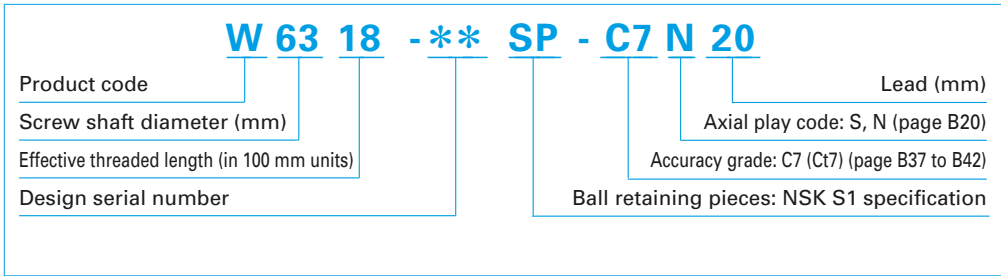 W 63 18 -** SP - C7 N 20
Product code
Lead (mm)
Screw shaft diameter (mm)
Axial play code: S, N (page B20)
Effective threaded length (in 100 mm units)
Accuracy grade: C7 (Ct7) (page B37 to B42)
Design serial number
Ball retaining pieces: NSK S1 specification